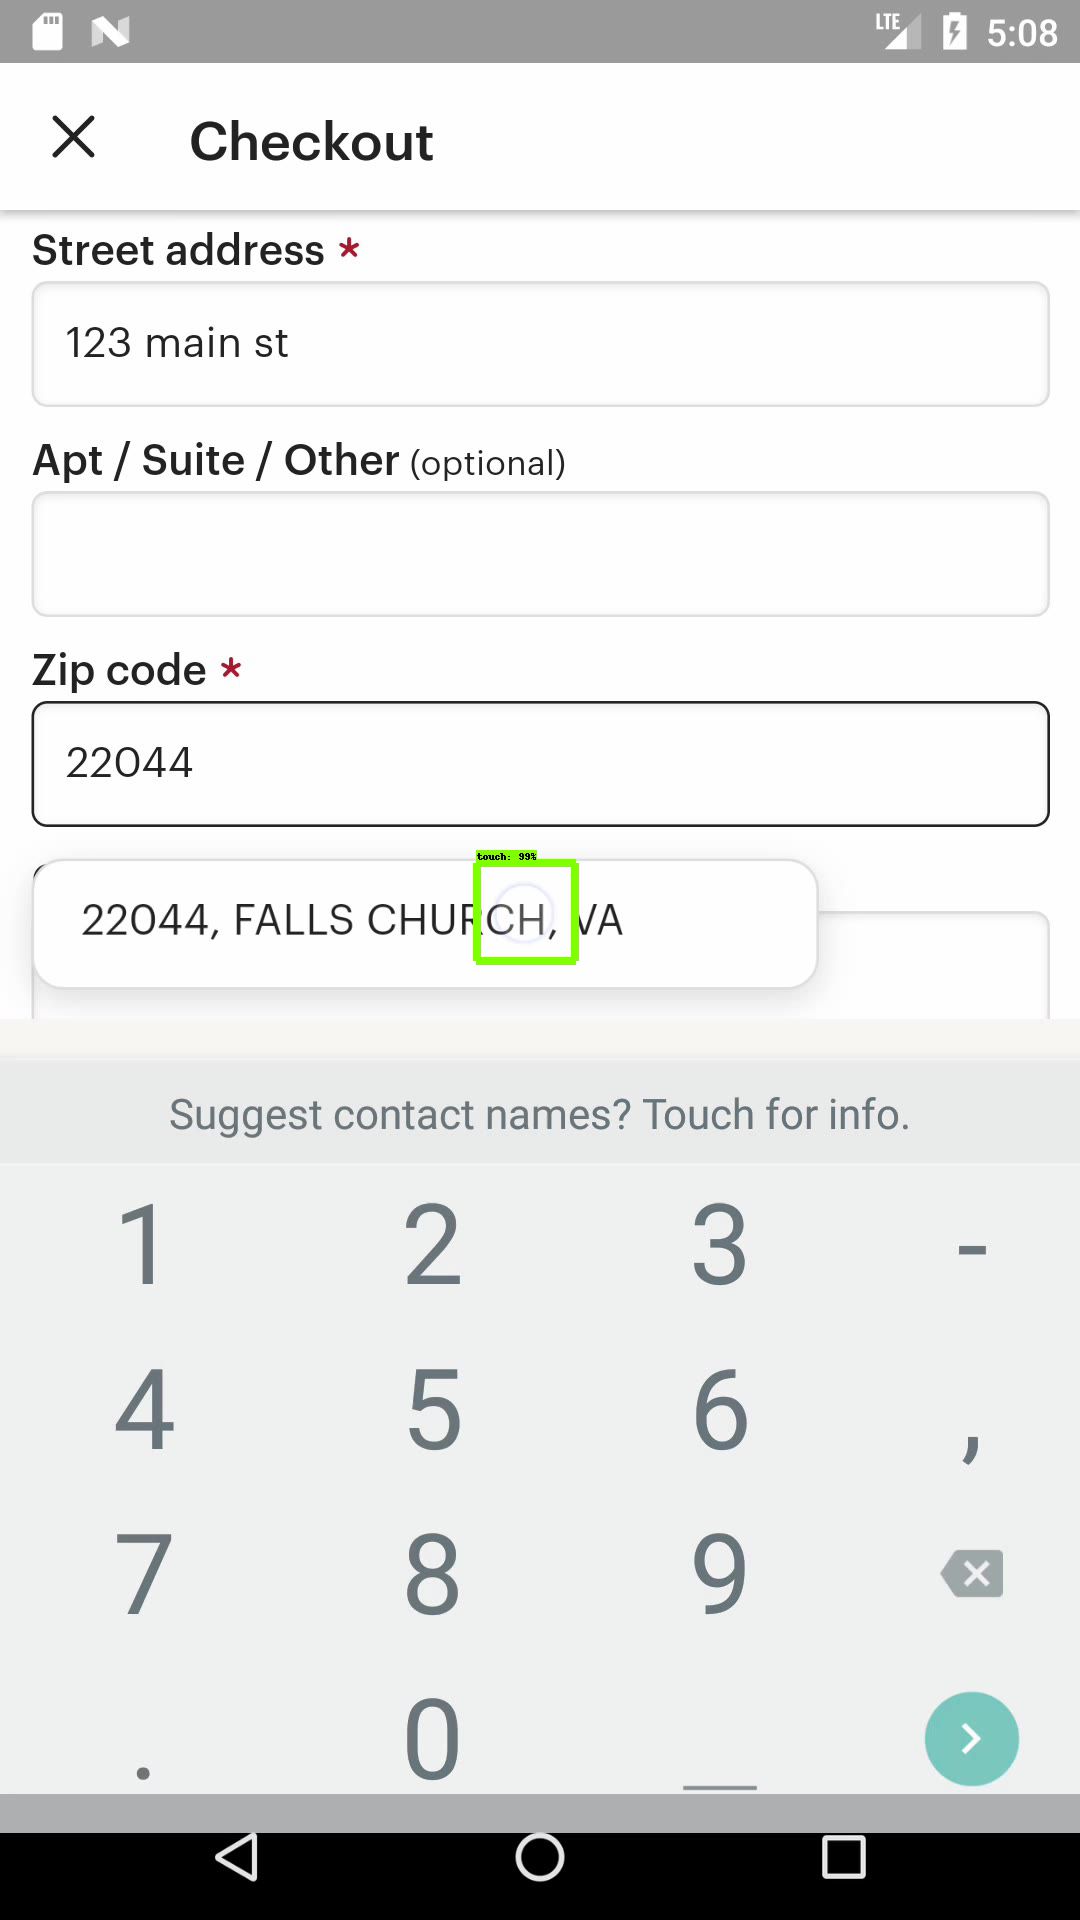 LTE 5:08
Checkout
Street address *
123 main st
Apt / Suite / Other (optional)
Zip code *
22044
touch: 99%
22044, FALLS CHURCH, VA
Suggest contact names? Touch for info.
1 2 3 -
4 5 6 ,
7 8 9
. 0 _